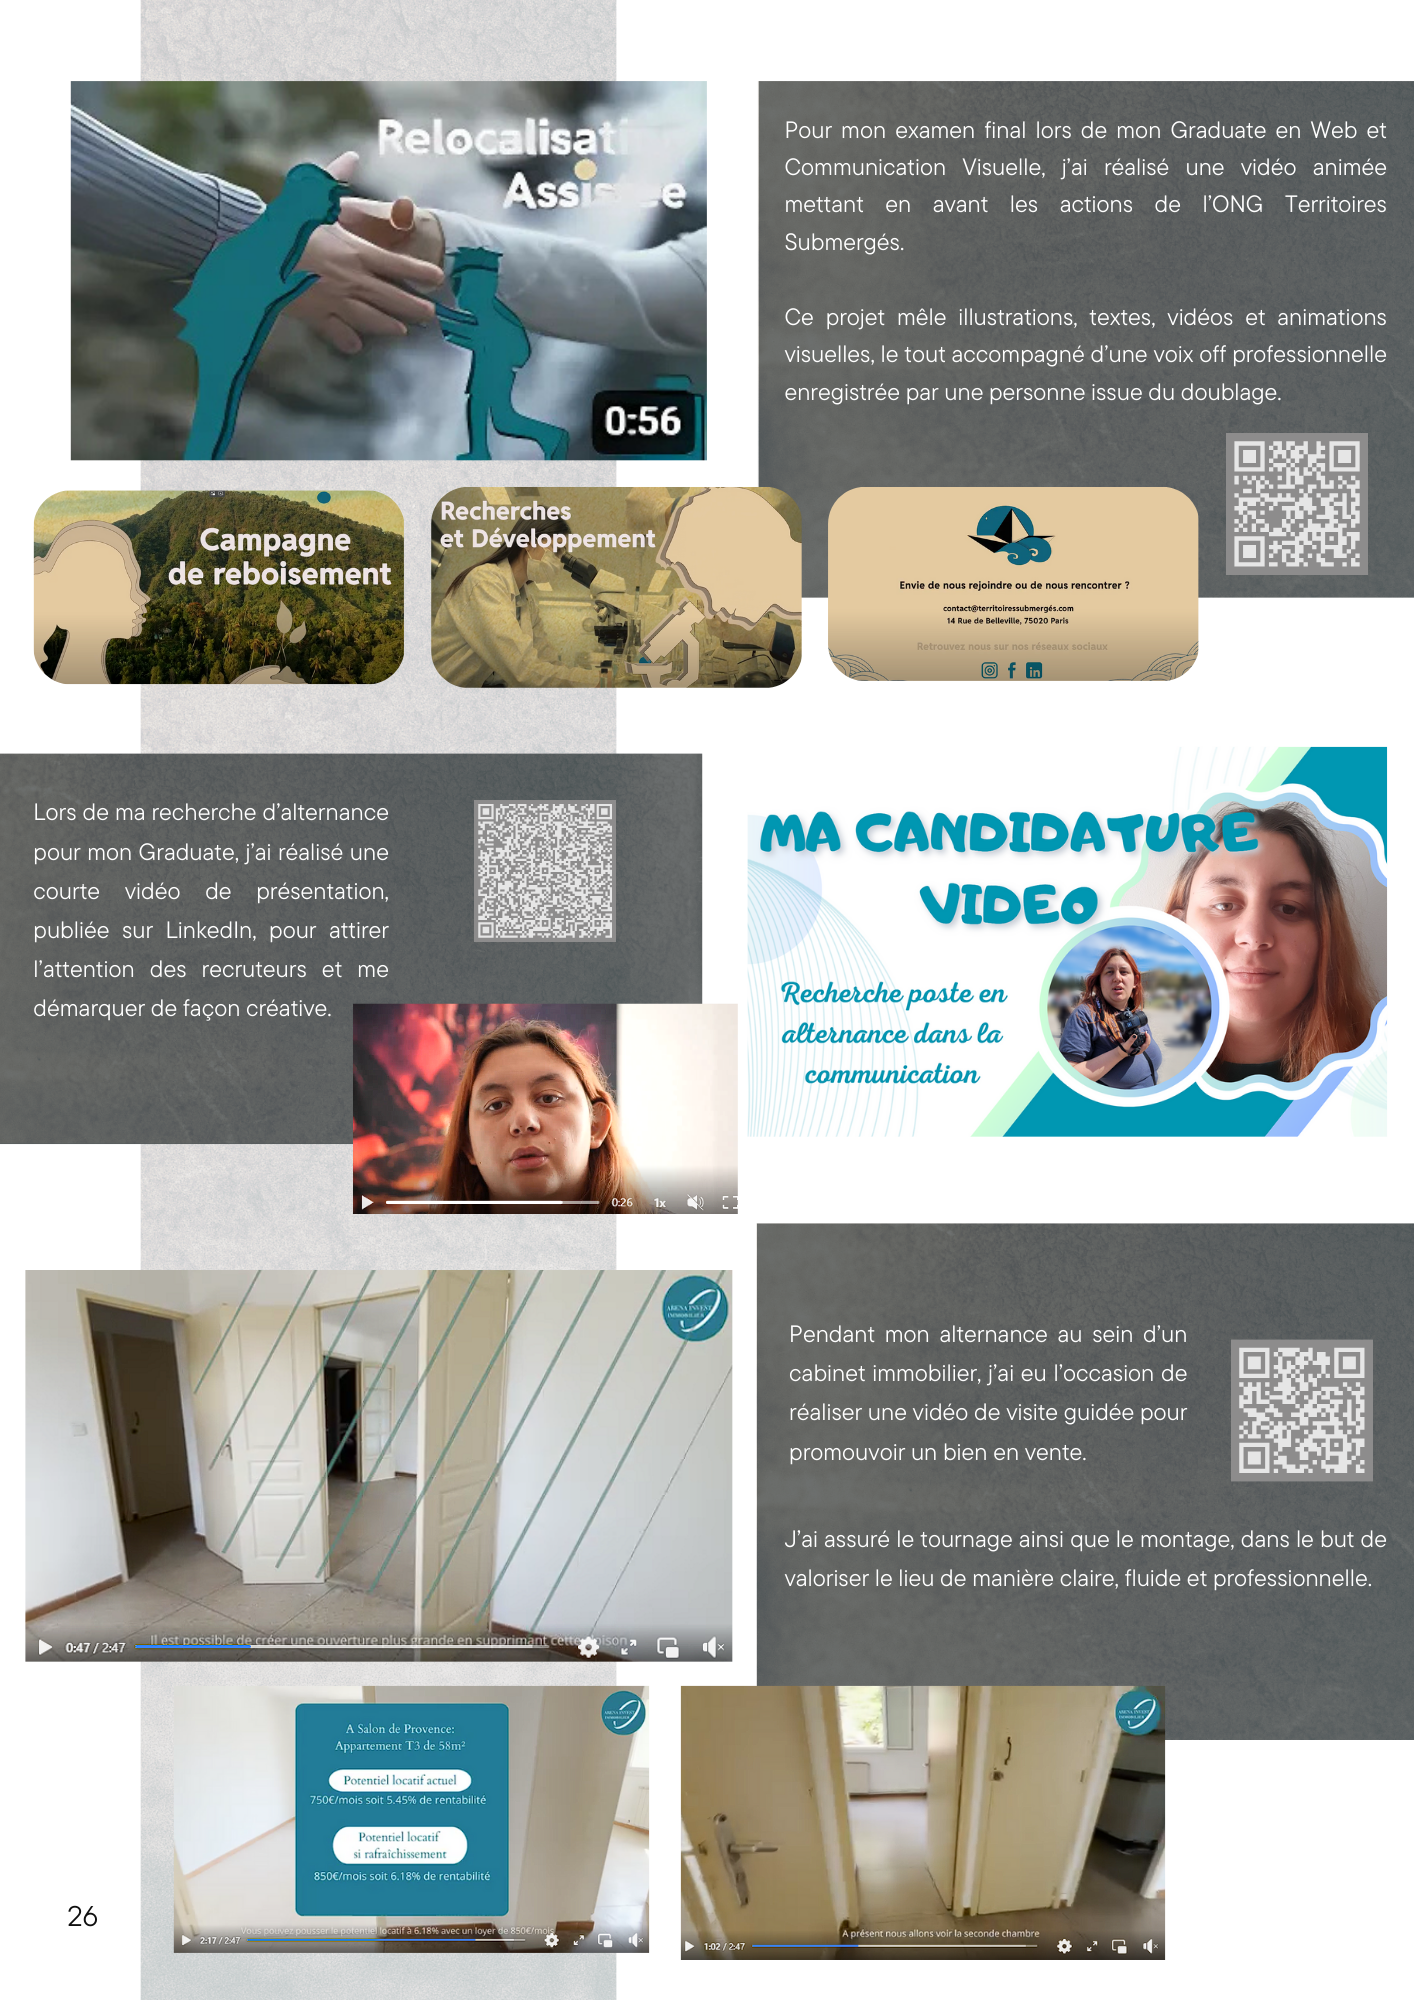 Relocalisat
Assis e
0:56
Pour mon examen final lors de mon Graduate en Web et
Communication Visuelle, j'ai réalisé une vidéo animée
mettant en avant les actions de l'ONG Territoires
Submergés.
Ce projet mêle illustrations, textes, vidéos et animations
visuelles, le tout accompagné d'une voix off professionnelle
enregistrée par une personne issue du doublage.
Campagne
de reboisement
Recherches
et Développement
Envie de nous rejoindre ou de nous rencontrer ?
contact@territoiressubmergés.com
14 Rue de Belleville, 75020 Paris
Retrouvez nous sur nos réseaux sociaux
Lors de ma recherche d'alternance
pour mon Graduate, j'ai réalisé une
courte vidéo de présentation,
publiée sur LinkedIn, pour attirer
l'attention des recruteurs et me
démarquer de façon créative.
0:26 1x
MA CANDIDATURE
VIDEO
Recherche poste en
alternance dans la
communication
ARENA INVEST
IMMOBILIER
0:47 / 2:47
Il est possible de créer une ouverture plus grande en supprimant cette cloison
Pendant mon alternance au sein d'un
cabinet immobilier, j'ai eu l'occasion de
réaliser une vidéo de visite guidée pour
promouvoir un bien en vente.
J'ai assuré le tournage ainsi que le montage, dans le but de
valoriser le lieu de manière claire, fluide et professionnelle.
A Salon de Provence:
Appartement T3 de 58m²
Potentiel locatif actuel
750€/mois soit 5.45% de rentabilité
Potentiel locatif
si rafraîchissement
850€/mois soit 6.18% de rentabilité
Vous pouvez pousser le potentiel locatif à 6.18% avec un loyer de 850€/mois
2:17 / 2:47
A présent nous allons voir la seconde chambre
1:02 / 2:47
26